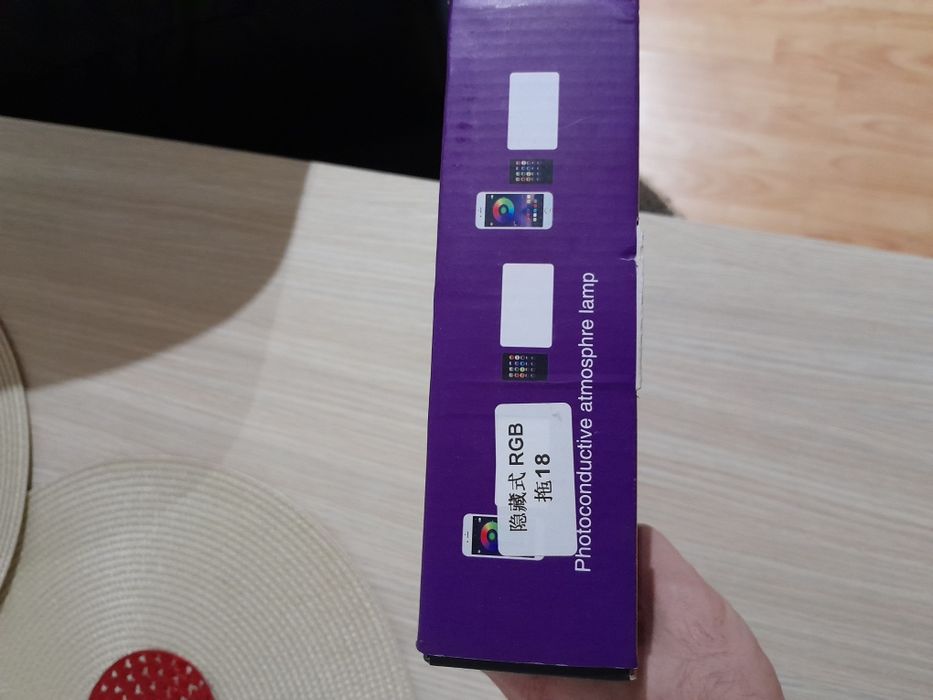 隐藏式 RGB
拖18
Photoconductive atmosphre lamp